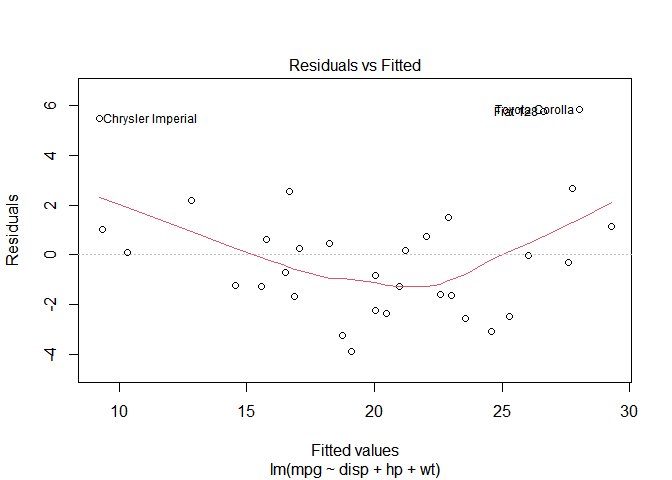 Residuals vs Fitted
6
4
2
0
-2
-4
Residuals
Chrysler Imperial
Toyota Corolla
Fiat 128
10 15 20 25 30
Fitted values
lm(mpg ~ disp + hp + wt)